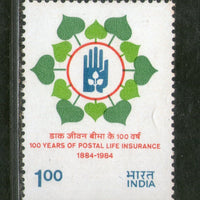 डाक जीवन बीमा के 100 वर्ष
100 YEARS OF POSTAL LIFE INSURANCE
1884-1984
1.00 भारत
INDIA